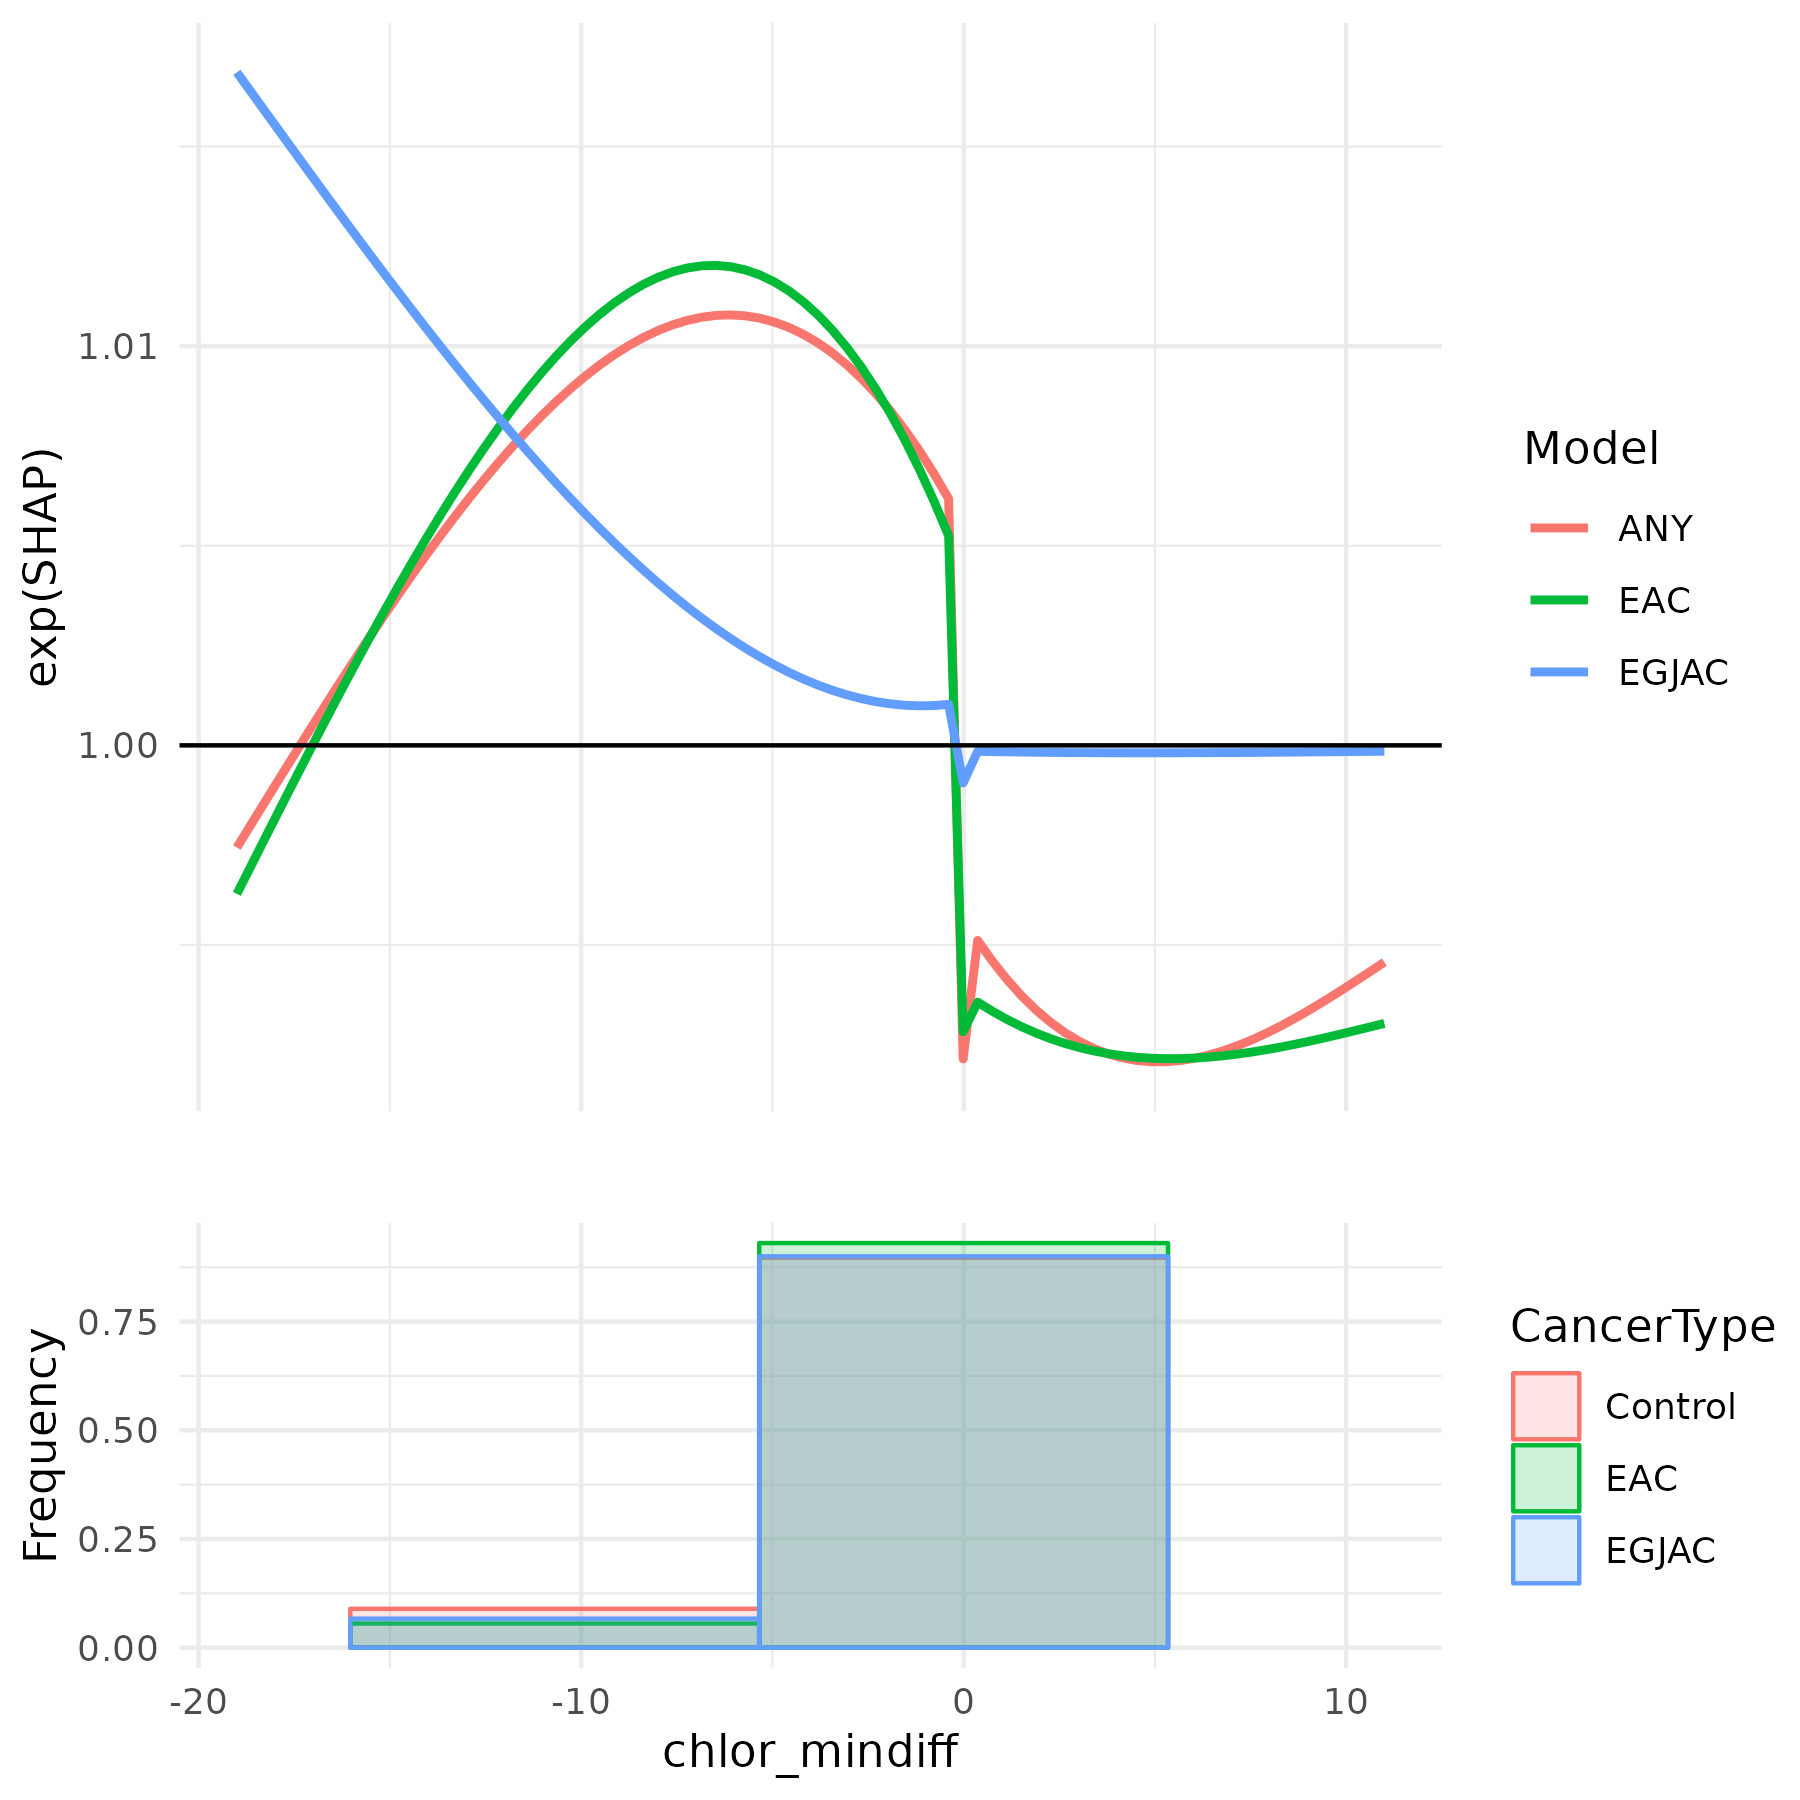 exp(SHAP)
1.01
1.00
Model
ANY
EAC
EGJAC
Frequency
0.75
0.50
0.25
0.00
-20
-10
0
10
chlor_mindiff
CancerType
Control
EAC
EGJAC